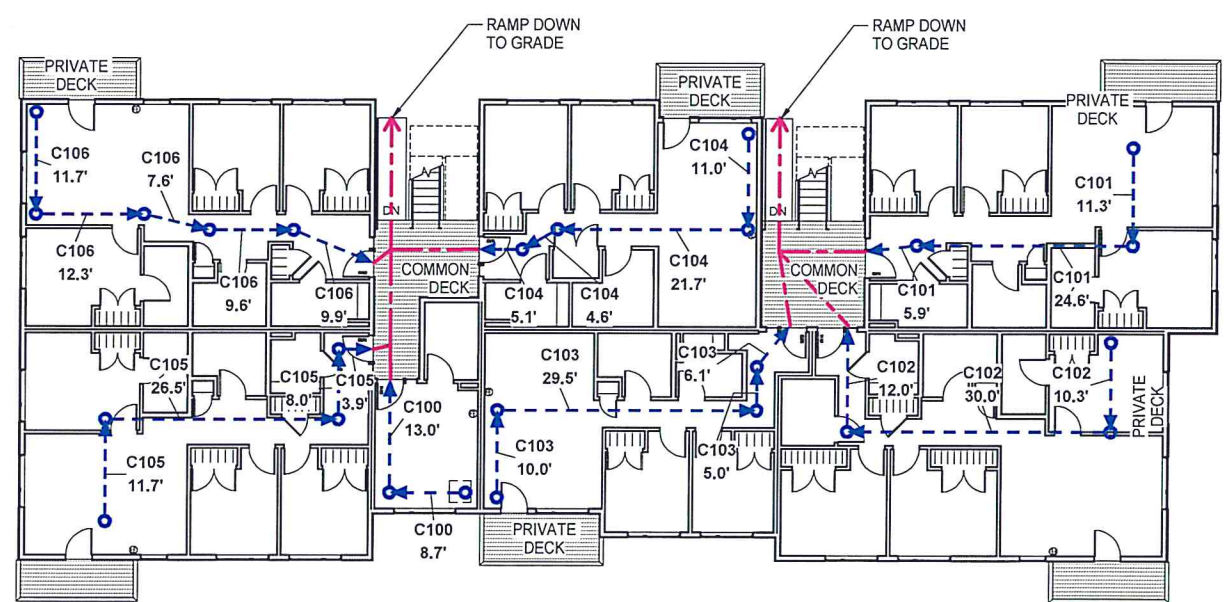 RAMP DOWN
TO GRADE
RAMP DOWN
TO GRADE
PRIVATE
DECK
PRIVATE
DECK
PRIVATE
DECK
C106
11.7'
C106
7.6'
C104
11.0'
C101
11.3'
DN
DN
C106
12.3'
C106
9.6'
C106
9.9'
COMMON
DECK
C104
5.1'
C104
4.6'
C104
21.7'
COMMON
DECK
C101
5.9'
C101
24.6'
C105
26.5'
C105
8.0'
C105
3.9'
C100
13.0'
C103
29.5'
C103
6.1'
C102
12.0'
C102
30.0'
C102
10.3'
PRIVATE
DECK
C105
11.7'
C103
10.0'
C103
5.0'
C100
8.7'
PRIVATE
DECK